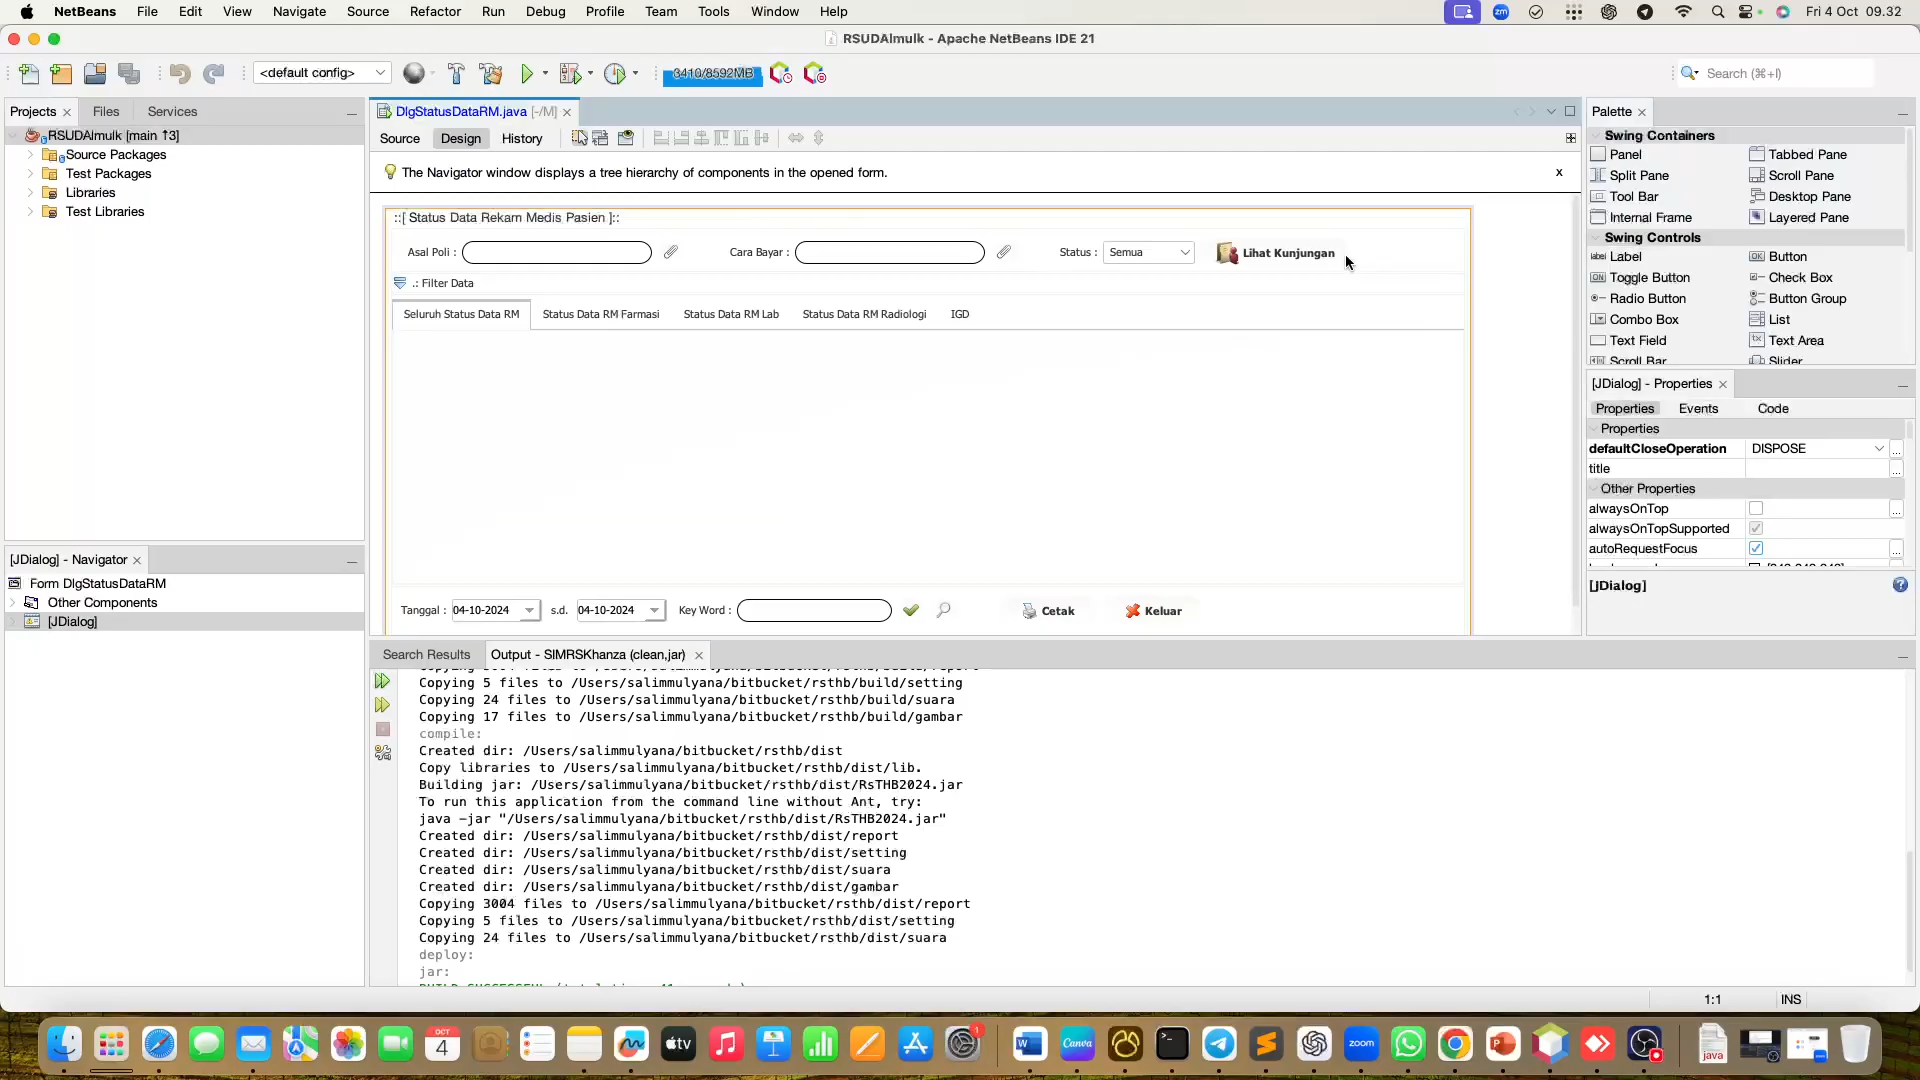 NetBeans File Edit View Navigate Source Refactor Run Debug Profile Team Tools Window Help
zm
Fri 4 Oct 09.32
RSUDAlmulk - Apache NetBeans IDE 21
<default config>
3410/8592MB
Search (⌘+I)
Projects
Files
Services
RSUDAlmulk [main ↑3]
Source Packages
Test Packages
Libraries
Test Libraries
DlgStatusDataRM.java [-/M]
Source
Design
History
The Navigator window displays a tree hierarchy of components in the opened form.
x
::[ Status Data Rekam Medis Pasien ]::
Asal Poli :
Cara Bayar :
Status :
Semua
Lihat Kunjungan
.: Filter Data
Seluruh Status Data RM
Status Data RM Farmasi
Status Data RM Lab
Status Data RM Radiologi
IGD
Tanggal :
04-10-2024
s.d.
04-10-2024
Key Word :
Cetak
Keluar
Palette
Swing Containers
Panel
Tabbed Pane
Split Pane
Scroll Pane
Tool Bar
Desktop Pane
Internal Frame
Layered Pane
Swing Controls
label
Label
OK
Button
ON
Toggle Button
Check Box
Radio Button
Button Group
Combo Box
List
Text Field
Text Area
Scroll Bar
Slider
[JDialog] - Properties
Properties
Events
Code
Properties
defaultCloseOperation
DISPOSE
...
title
...
Other Properties
alwaysOnTop
...
alwaysOnTopSupported
autoRequestFocus
...
[JDialog]
[JDialog] - Navigator
Form DlgStatusDataRM
Other Components
[JDialog]
Search Results
Output - SIMRSKhanza (clean,jar)
Copying 5 files to /Users/salimmulyana/bitbucket/rsthb/build/setting
Copying 24 files to /Users/salimmulyana/bitbucket/rsthb/build/suara
Copying 17 files to /Users/salimmulyana/bitbucket/rsthb/build/gambar
compile:
Created dir: /Users/salimmulyana/bitbucket/rsthb/dist
Copy libraries to /Users/salimmulyana/bitbucket/rsthb/dist/lib.
Building jar: /Users/salimmulyana/bitbucket/rsthb/dist/RsTHB2024.jar
To run this application from the command line without Ant, try:
java -jar "/Users/salimmulyana/bitbucket/rsthb/dist/RsTHB2024.jar"
Created dir: /Users/salimmulyana/bitbucket/rsthb/dist/report
Created dir: /Users/salimmulyana/bitbucket/rsthb/dist/setting
Created dir: /Users/salimmulyana/bitbucket/rsthb/dist/suara
Created dir: /Users/salimmulyana/bitbucket/rsthb/dist/gambar
Copying 3004 files to /Users/salimmulyana/bitbucket/rsthb/dist/report
Copying 5 files to /Users/salimmulyana/bitbucket/rsthb/dist/setting
Copying 24 files to /Users/salimmulyana/bitbucket/rsthb/dist/suara
deploy:
jar:
1:1
INS
OCT
4
tv
1
W
Canva
zoom
P
java